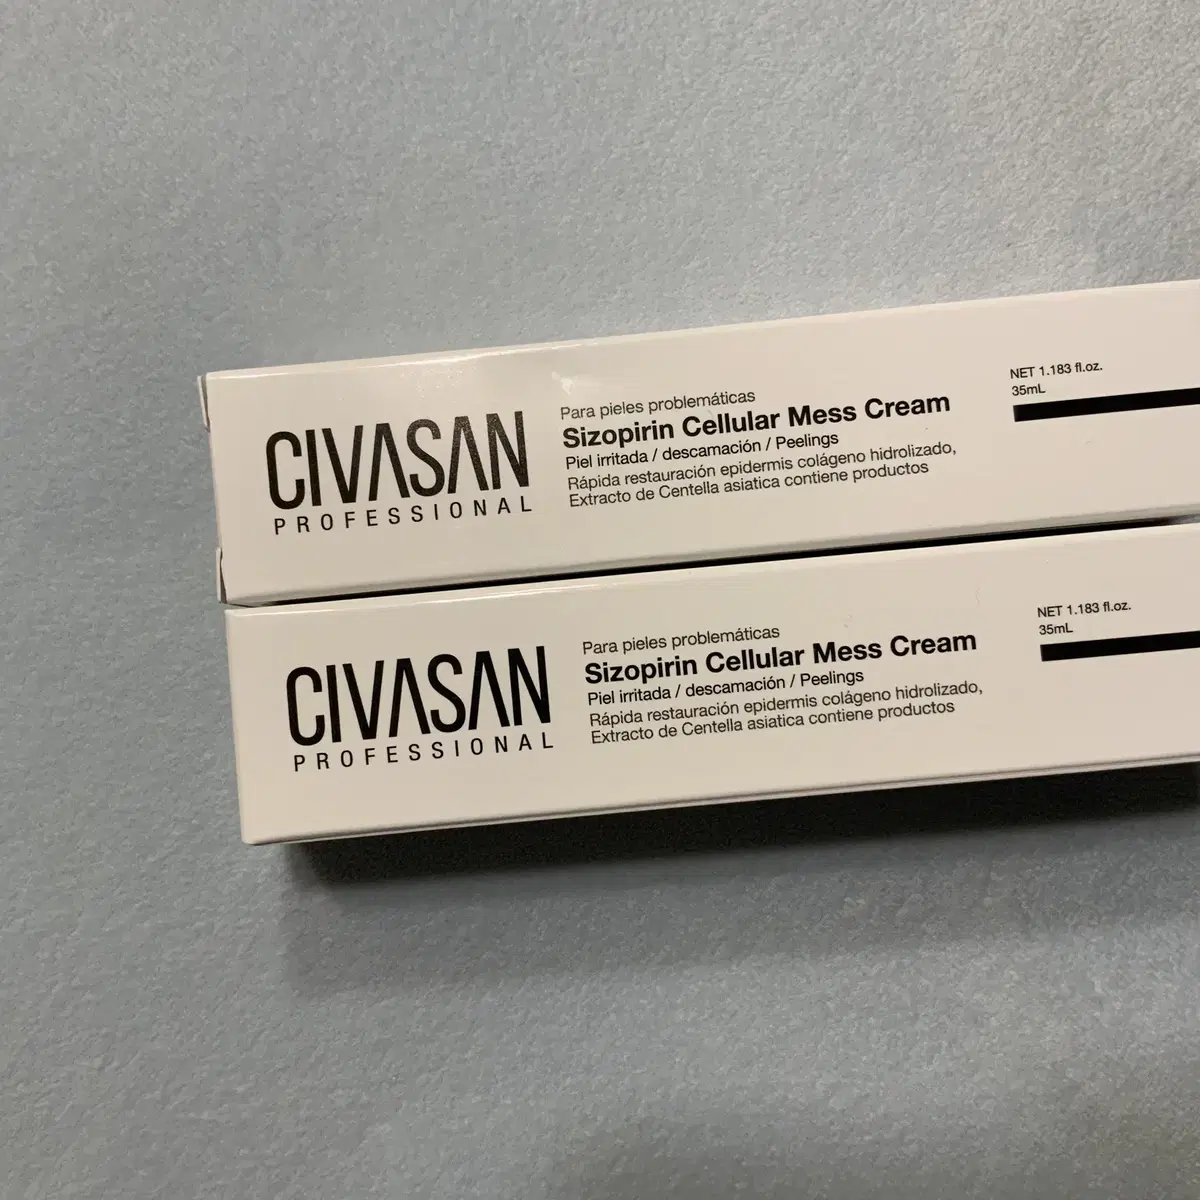 CIVASAN
PROFESSIONAL
Para pieles problemáticas
Sizopirin Cellular Mess Cream
Piel irritada / descamación / Peelings
Rápida restauración epidermis colágeno hidrolizado,
Extracto de Centella asiatica contiene productos
NET 1.183 fl.oz.
35mL
CIVASAN
PROFESSIONAL
Para pieles problemáticas
Sizopirin Cellular Mess Cream
Piel irritada / descamación / Peelings
Rápida restauración epidermis colágeno hidrolizado,
Extracto de Centella asiatica contiene productos
NET 1.183 fl.oz.
35mL